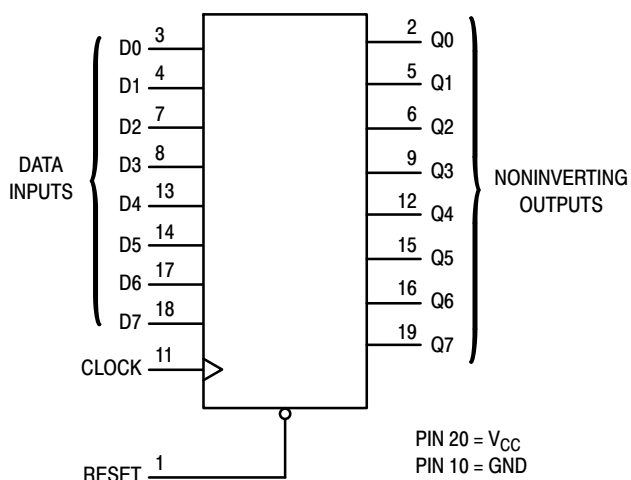 D0 3
D1 4
D2 7
D3 8
D4 13
D5 14
D6 17
D7 18
CLOCK 11
RESET 1
DATA
INPUTS
2 Q0
5 Q1
6 Q2
9 Q3
12 Q4
15 Q5
16 Q6
19 Q7
NONINVERTING
OUTPUTS
PIN 20 = VCC
PIN 10 = GND